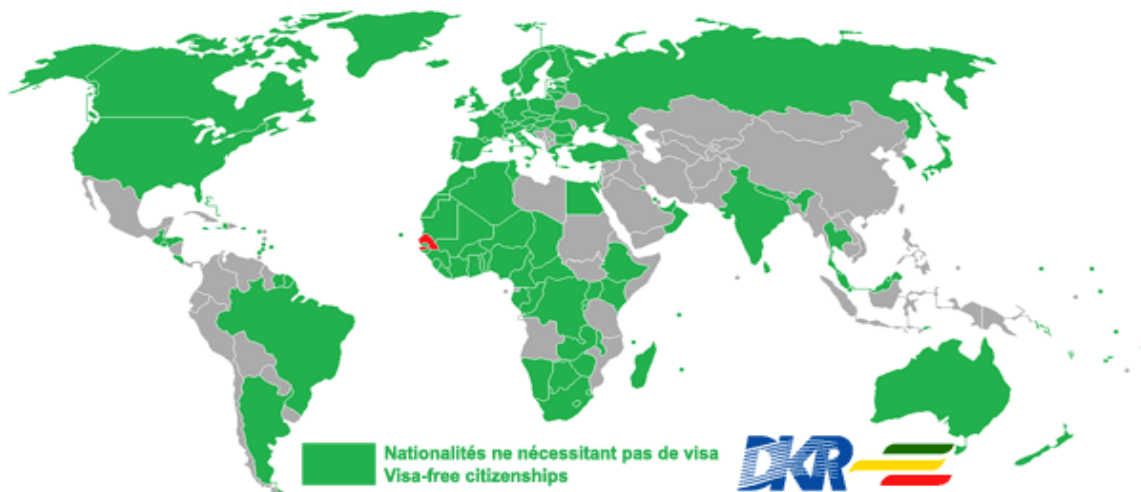 Nationalités ne nécessitant pas de visa
Visa-free citizenships
DKR